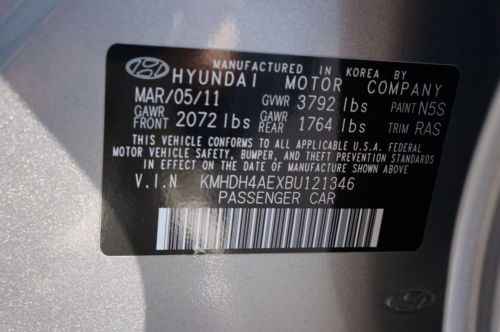 MANUFACTURED IN KOREA BY
HYUNDAI MOTOR COMPANY
MAR/05/11 GVWR 3792 lbs PAINT N5S
GAWR FRONT 2072 lbs GAWR REAR 1764 lbs TRIM RAS
THIS VEHICLE CONFORMS TO ALL APPLICABLE U.S.A. FEDERAL
MOTOR VEHICLE SAFETY, BUMPER, AND THEFT PREVENTION STANDARDS
IN EFFECT ON THE DATE OF MANUFACTURE SHOWN ABOVE
V.I.N KMHDH4AEXBU121346
PASSENGER CAR